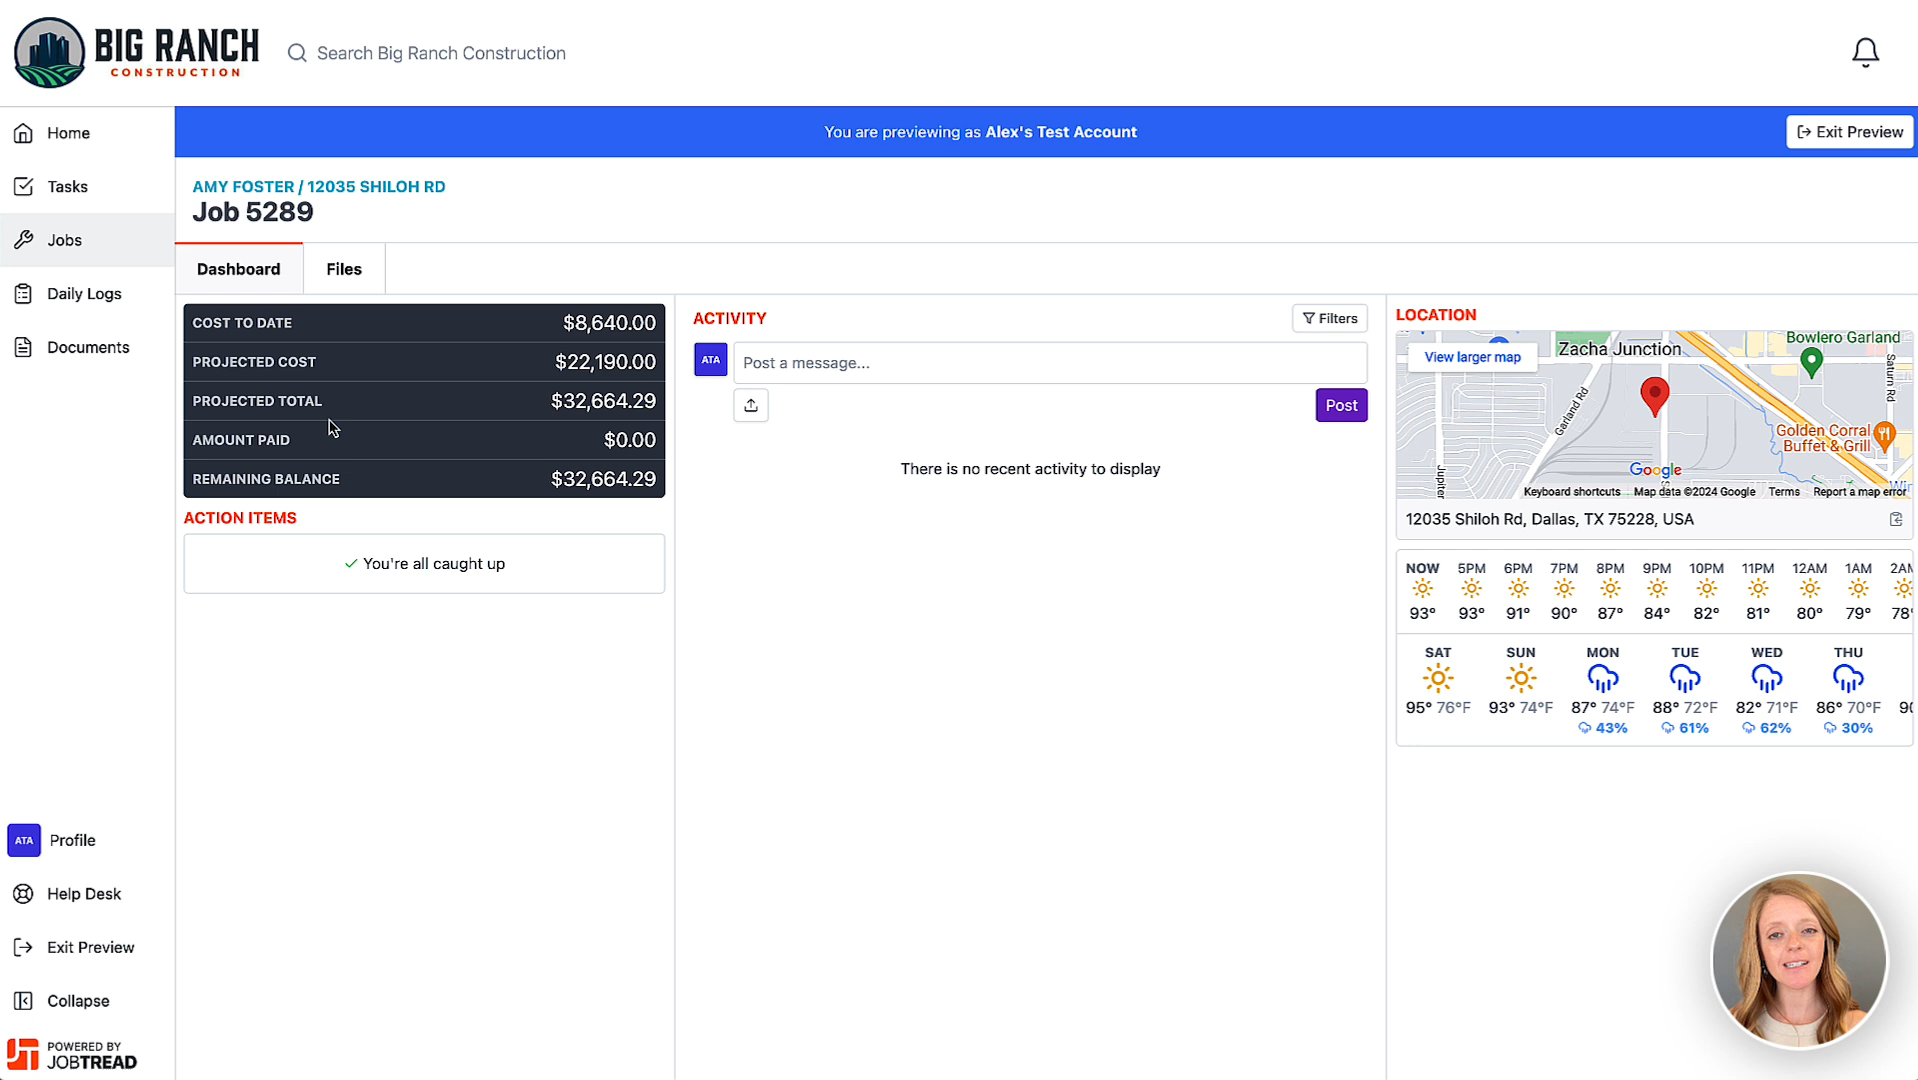 BIG RANCH
CONSTRUCTION
Search Big Ranch Construction
Home
Tasks
Jobs
Daily Logs
Documents
ATA Profile
Help Desk
Exit Preview
Collapse
POWERED BY
JOBTREAD
You are previewing as Alex's Test Account
Exit Preview
AMY FOSTER / 12035 SHILOH RD
Job 5289
Dashboard Files
COST TO DATE $8,640.00
PROJECTED COST $22,190.00
PROJECTED TOTAL $32,664.29
AMOUNT PAID $0.00
REMAINING BALANCE $32,664.29
ACTION ITEMS
You're all caught up
ACTIVITY
Filters
ATA Post a message...
Post
There is no recent activity to display
LOCATION
View larger map
Zacha Junction
Bowlero Garland
Saturn Rd
Garland Rd
Golden Corral
Buffet & Grill
Jupiter
Google
Keyboard shortcuts Map data ©2024 Google Terms Report a map error
12035 Shiloh Rd, Dallas, TX 75228, USA
NOW 5PM 6PM 7PM 8PM 9PM 10PM 11PM 12AM 1AM 2AM
93° 93° 91° 90° 87° 84° 82° 81° 80° 79° 78°
SAT SUN MON TUE WED THU
95° 76°F 93° 74°F 87° 74°F 88° 72°F 82° 71°F 86° 70°F
43% 61% 62% 30%